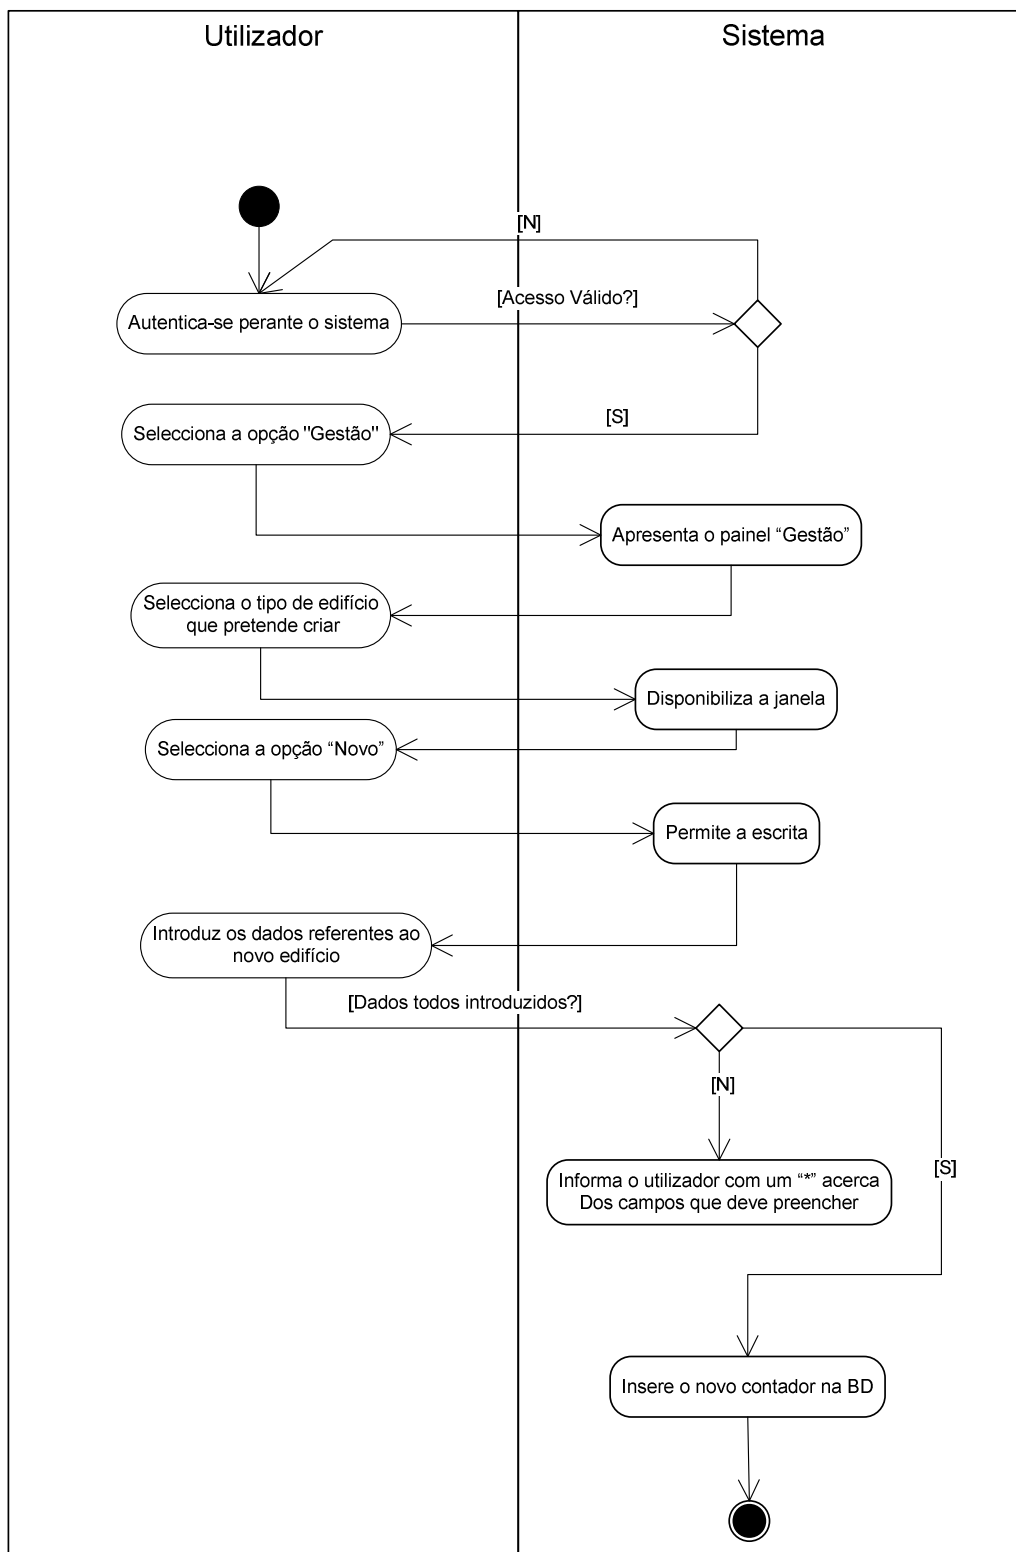 Utilizador
Sistema
[N]
[Acesso Válido?]
Autentica-se perante o sistema
[S]
Selecciona a opção "Gestão"
Apresenta o painel “Gestão”
Selecciona o tipo de edifício
que pretende criar
Disponibiliza a janela
Selecciona a opção “Novo”
Permite a escrita
Introduz os dados referentes ao
novo edifício
[Dados todos introduzidos?]
[N]
[S]
Informa o utilizador com um “*” acerca
Dos campos que deve preencher
Insere o novo contador na BD